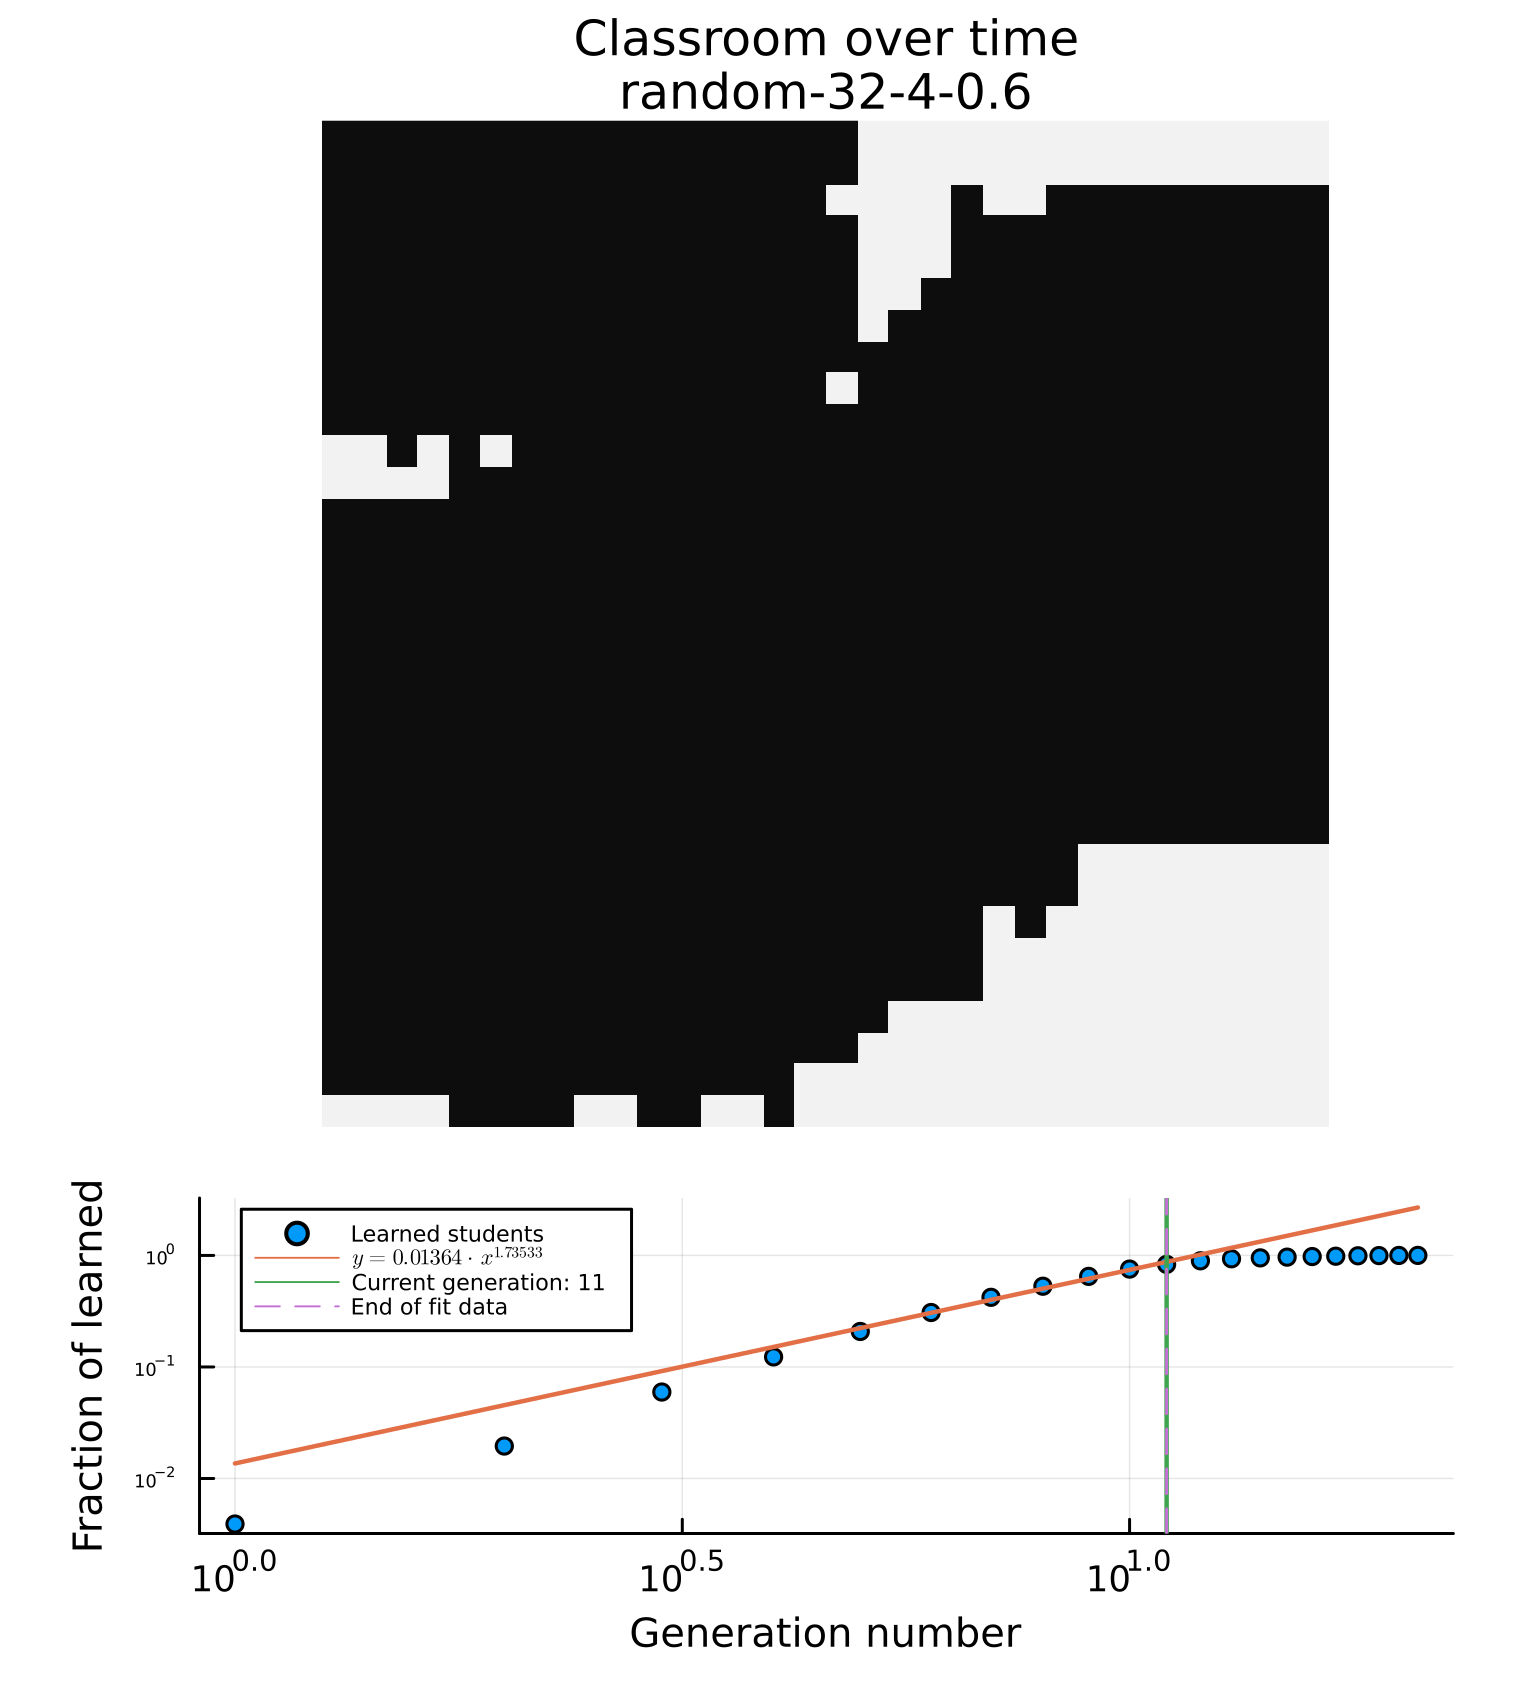 Classroom over time
random-32-4-0.6
Fraction of learned
Learned students
y = 0.01364 · x^1.73533
Current generation: 11
End of fit data
10^0
10^−1
10^−2
10^0.0 10^0.5 10^1.0
Generation number